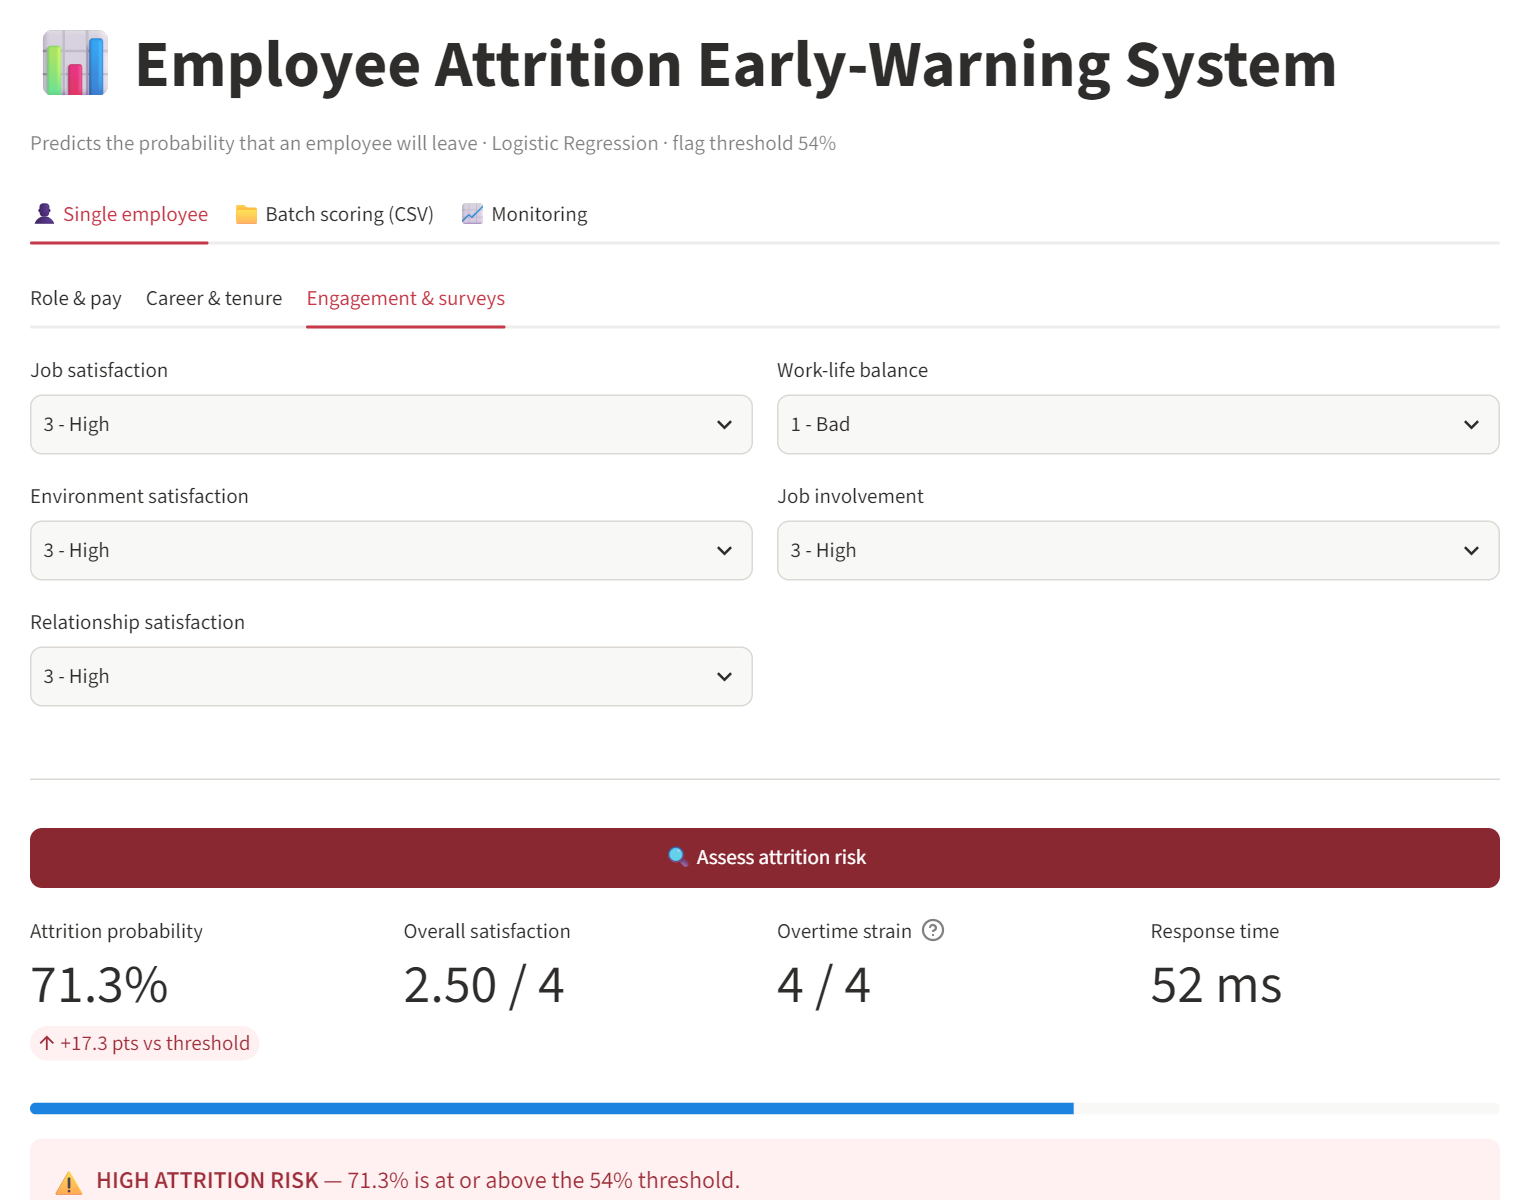 Employee Attrition Early-Warning System
Predicts the probability that an employee will leave · Logistic Regression · flag threshold 54%
Single employee Batch scoring (CSV) Monitoring
Role & pay Career & tenure Engagement & surveys
Job satisfaction Work-life balance
3 - High 1 - Bad
Environment satisfaction Job involvement
3 - High 3 - High
Relationship satisfaction
3 - High
Assess attrition risk
Attrition probability Overall satisfaction Overtime strain ? Response time
71.3% 2.50 / 4 4 / 4 52 ms
↑ +17.3 pts vs threshold
HIGH ATTRITION RISK — 71.3% is at or above the 54% threshold.